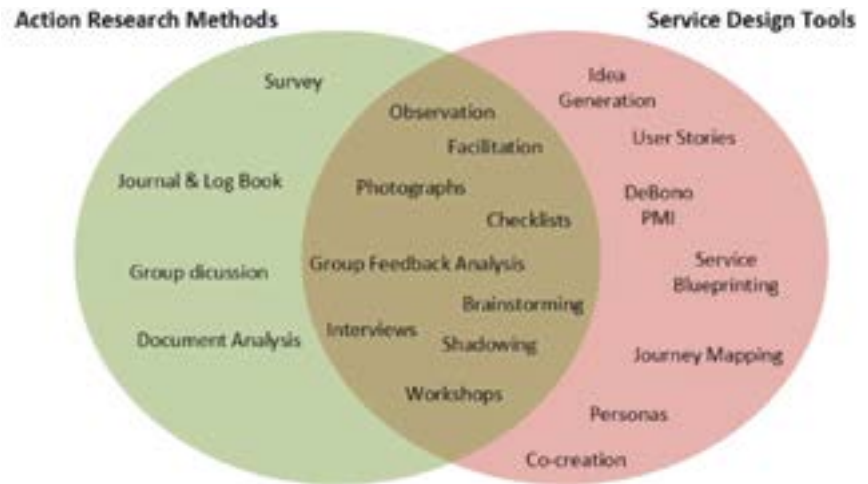 Action Research Methods
Service Design Tools
Survey
Journal & Log Book
Group dicussion
Document Analysis
Observation
Facilitation
Photographs
Checklists
Group Feedback Analysis
Brainstorming
Interviews
Shadowing
Workshops
Idea
Generation
User Stories
DeBono
PMI
Service
Blueprinting
Journey Mapping
Personas
Co-creation